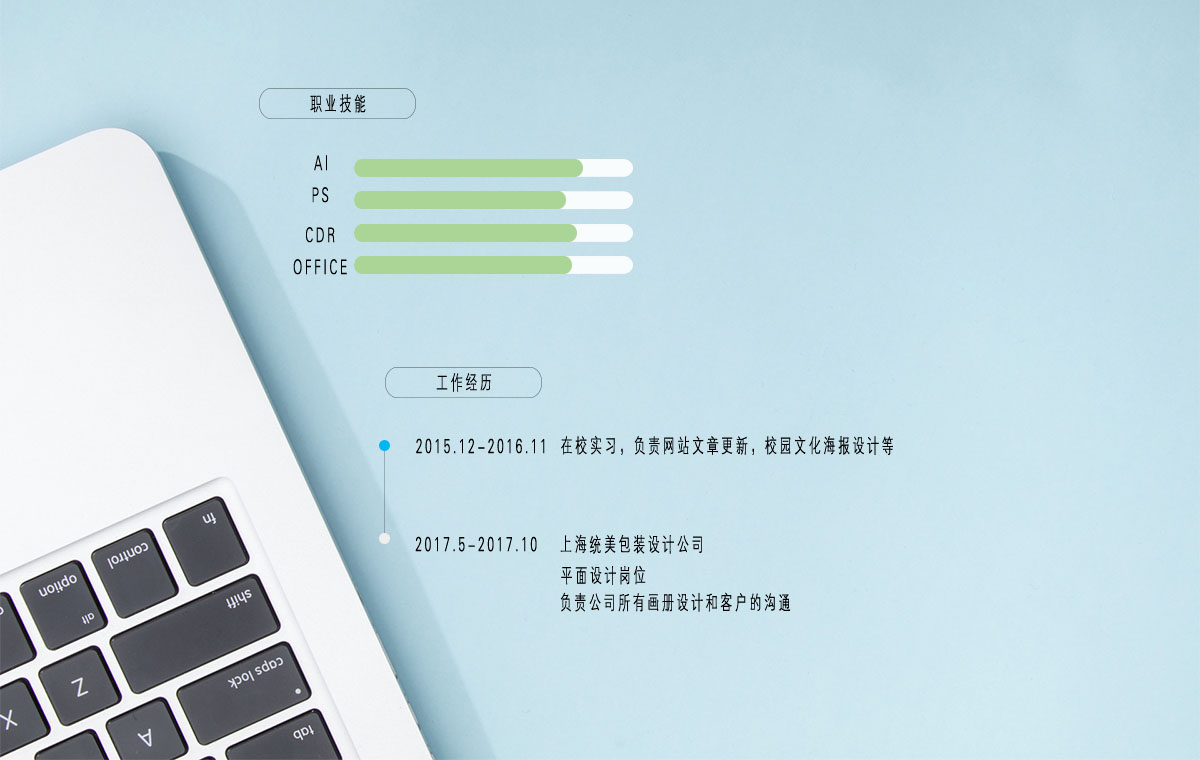 职业技能
AI
PS
CDR
OFFICE
工作经历
2015.12-2016.11 在校实习，负责网站文章更新，校园文化海报设计等
2017.5-2017.10 上海统美包装设计公司
平面设计岗位
负责公司所有画册设计和客户的沟通
fn
control
option
alt
shift
Z
caps lock
X
A
tab